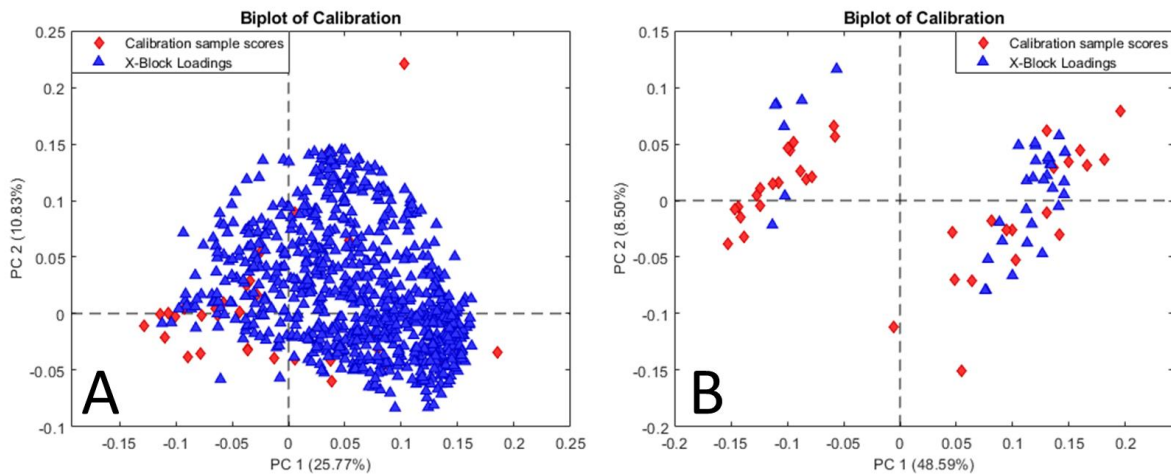 Biplot of Calibration
Calibration sample scores
X-Block Loadings
0.25
0.2
0.15
0.1
0.05
0
-0.05
-0.1
PC 2 (10.83%)
-0.15
-0.1
-0.05
0
0.05
0.1
0.15
0.2
0.25
PC 1 (25.77%)
A
Biplot of Calibration
Calibration sample scores
X-Block Loadings
0.15
0.1
0.05
0
-0.05
-0.1
-0.15
-0.2
PC 2 (8.50%)
-0.2
-0.15
-0.1
-0.05
0
0.05
0.1
0.15
0.2
PC 1 (48.59%)
B